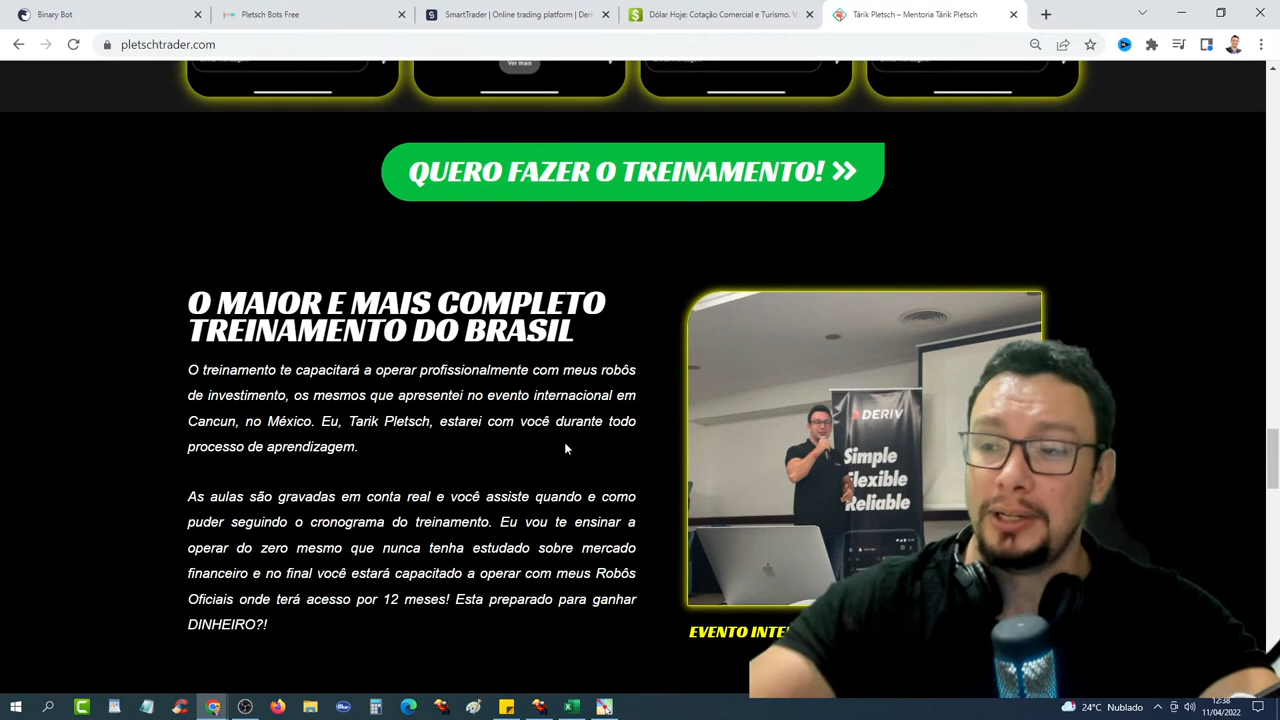 Binary Bot
Pletsch Bots Free
SmartTrader | Online trading platform | Deri
Dólar Hoje: Cotação Comercial e Turismo. V
Tárik Pletsch – Mentoria Tárik Pletsch
pletschtrader.com
Ver mais
QUERO FAZER O TREINAMENTO!
O MAIOR E MAIS COMPLETO
TREINAMENTO DO BRASIL
O treinamento te capacitará a operar profissionalmente com meus robôs
de investimento, os mesmos que apresentei no evento internacional em
Cancun, no México. Eu, Tarik Pletsch, estarei com você durante todo
processo de aprendizagem.
As aulas são gravadas em conta real e você assiste quando e como
puder seguindo o cronograma do treinamento. Eu vou te ensinar a
operar do zero mesmo que nunca tenha estudado sobre mercado
financeiro e no final você estará capacitado a operar com meus Robôs
Oficiais onde terá acesso por 12 meses! Esta preparado para ganhar
DINHEIRO?!
DERIV
Simple
Flexible
Reliable
EVENTO INTE
24°C Nublado
12:38
11/04/2022